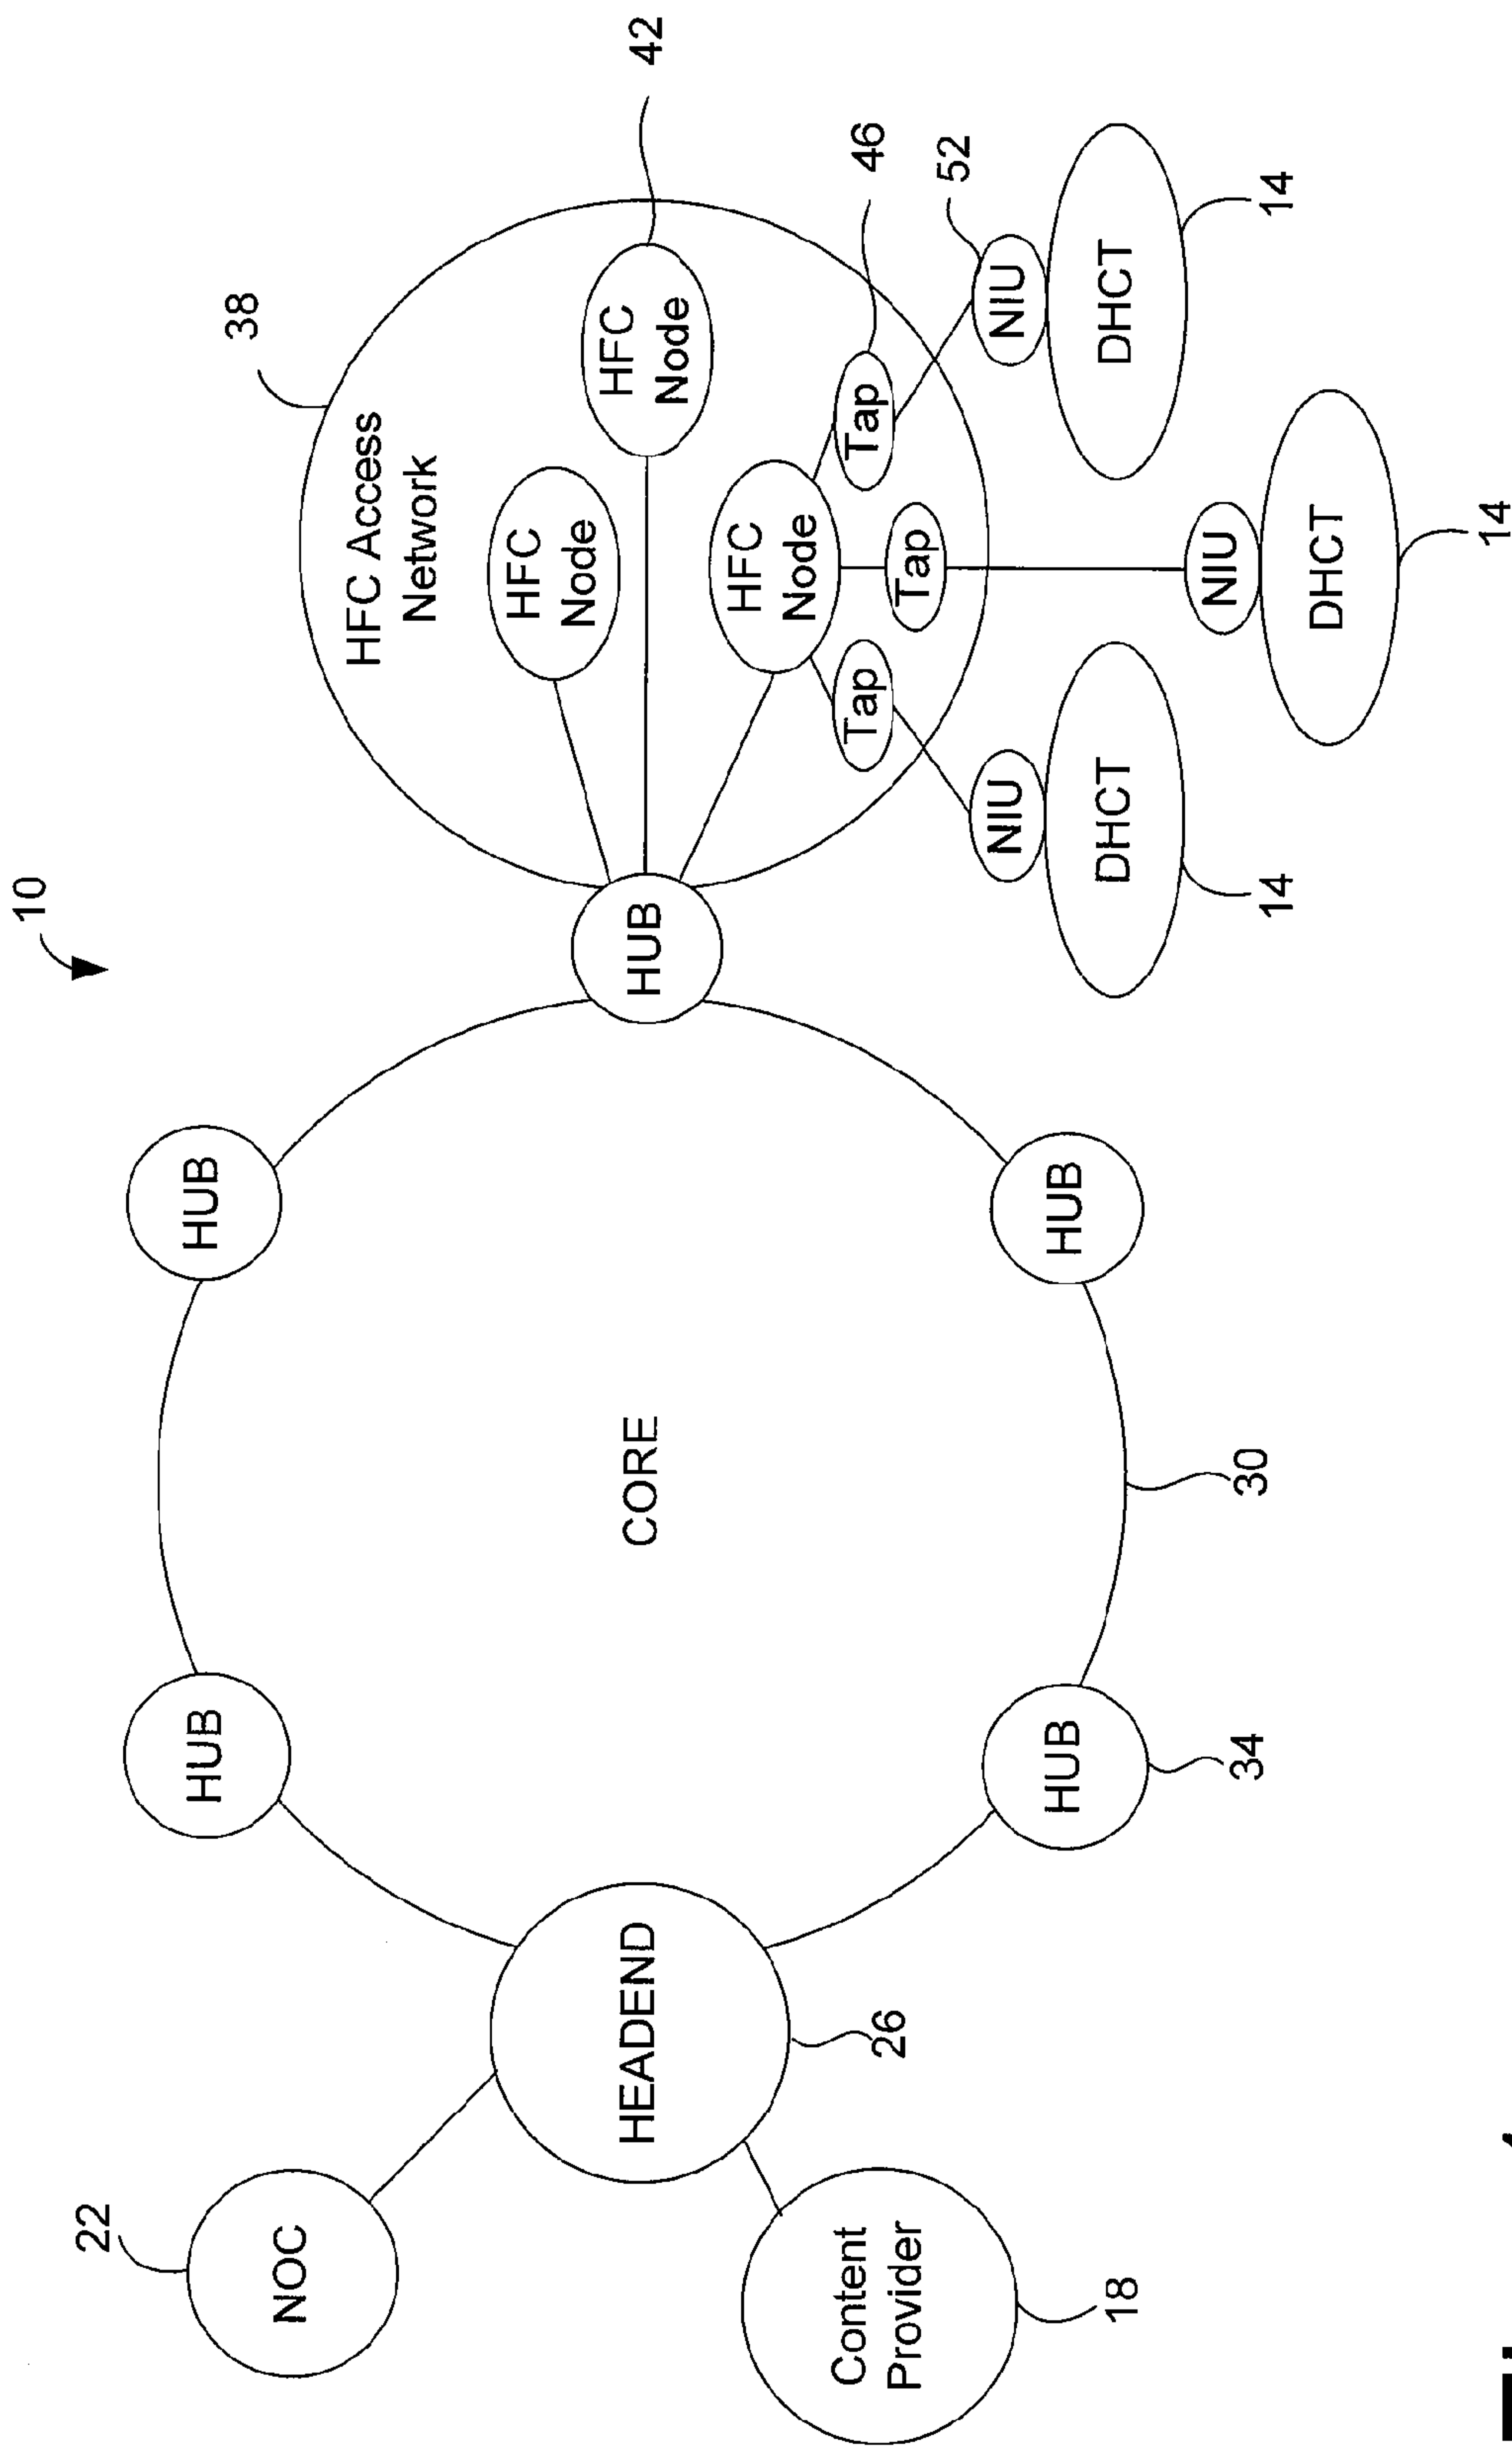 10
22
NOC
HUB
HUB
38
HFC Access
Network
HFC
Node
HFC
Node
42
HEADEND
26
CORE
HUB
HFC
Node
Tap
Tap
Tap
46
Content
Provider
18
HUB
34
30
HUB
NIU
DHCT
14
NIU
DHCT
14
NIU
52
DHCT
14